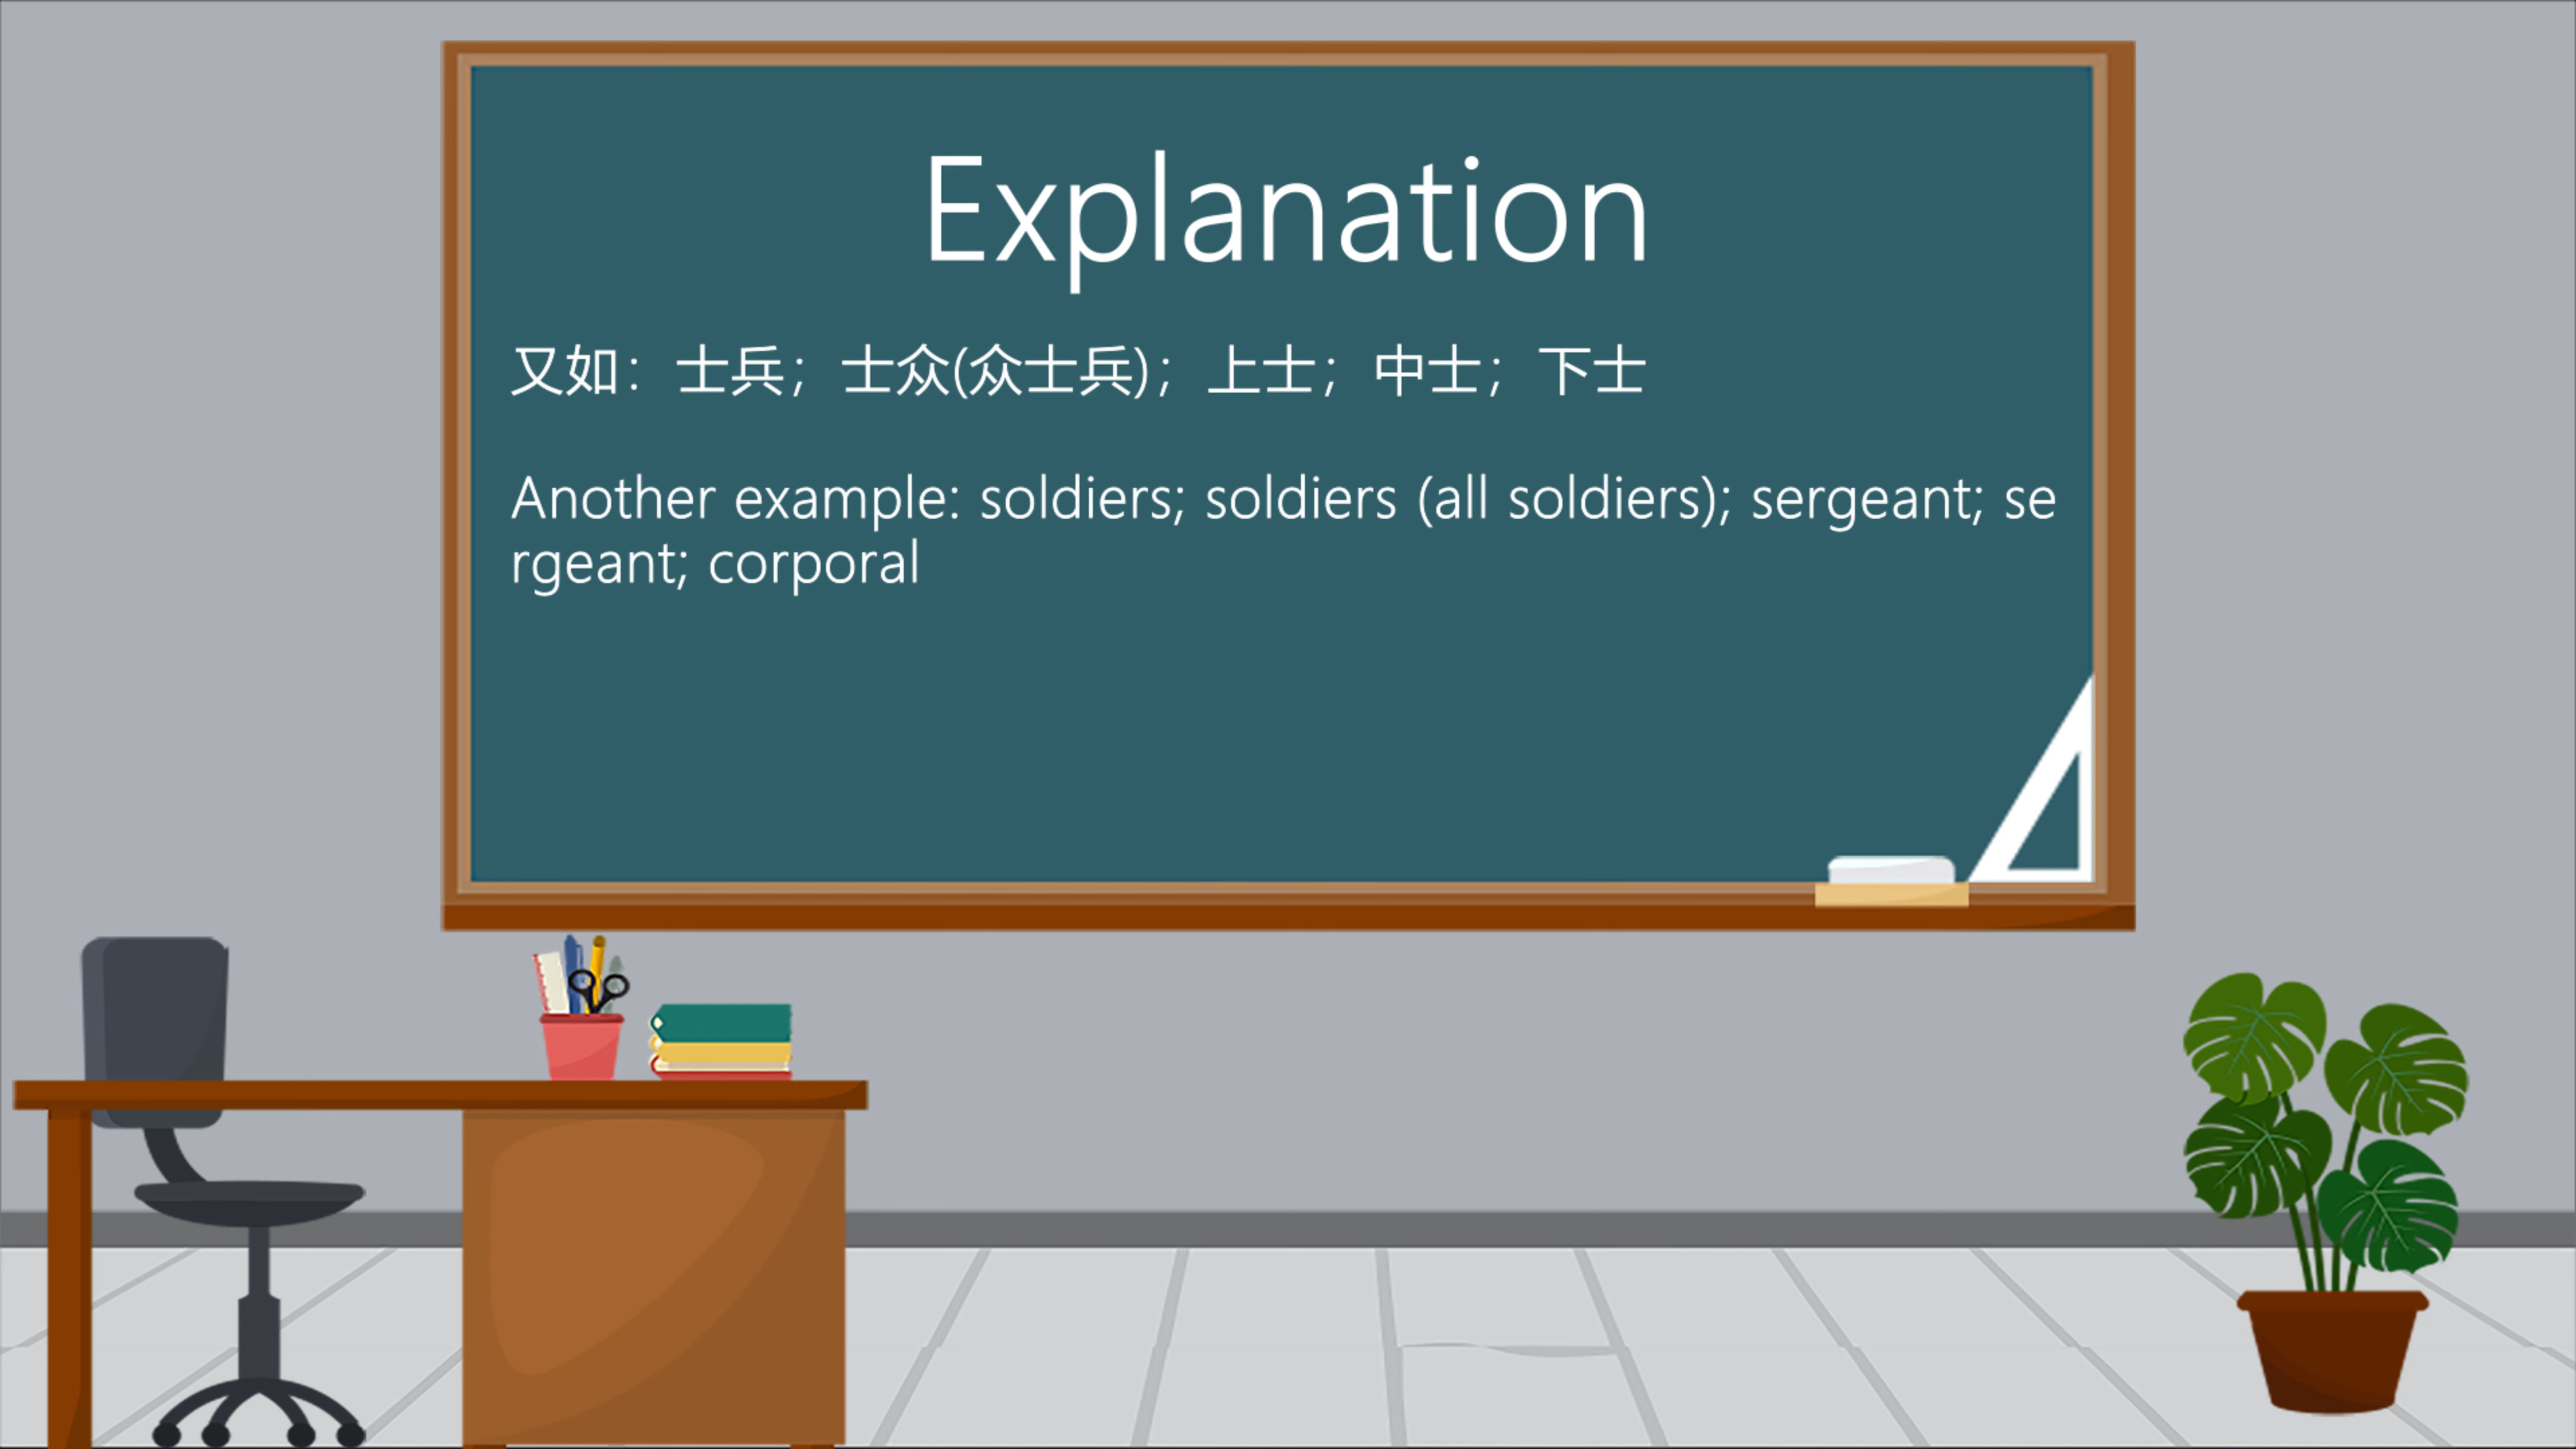 Explanation
又如：士兵；士众(众士兵)；上士；中士；下士
Another example: soldiers; soldiers (all soldiers); sergeant; se
rgeant; corporal